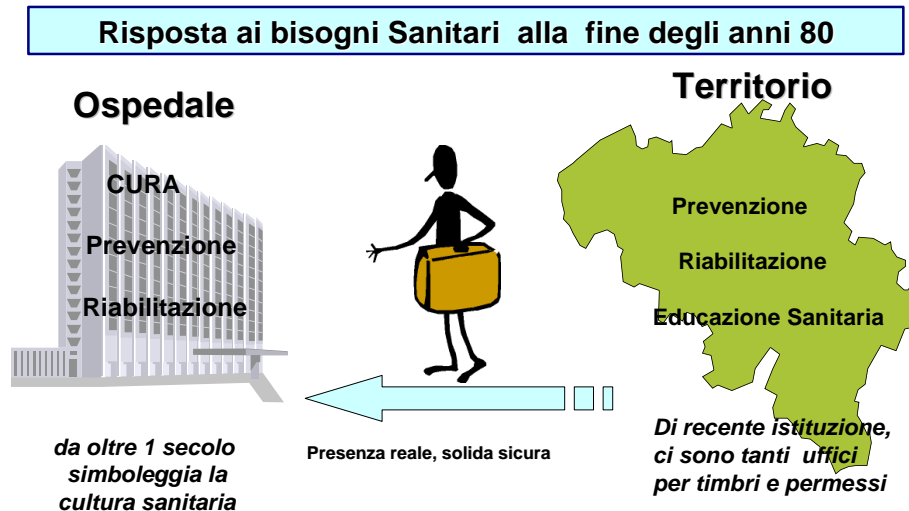 Risposta ai bisogni Sanitari alla fine degli anni 80
Ospedale
CURA
Prevenzione
Riabilitazione
da oltre 1 secolo
simboleggia la
cultura sanitaria
Presenza reale, solida sicura
Territorio
Prevenzione
Riabilitazione
Educazione Sanitaria
Di recente istituzione,
ci sono tanti uffici
per timbri e permessi